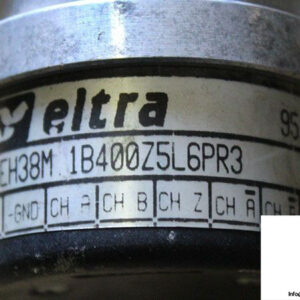 eltra 95
EH38M 1B400Z5L6PR3
-GND CH A CH B CH Z CH A̅